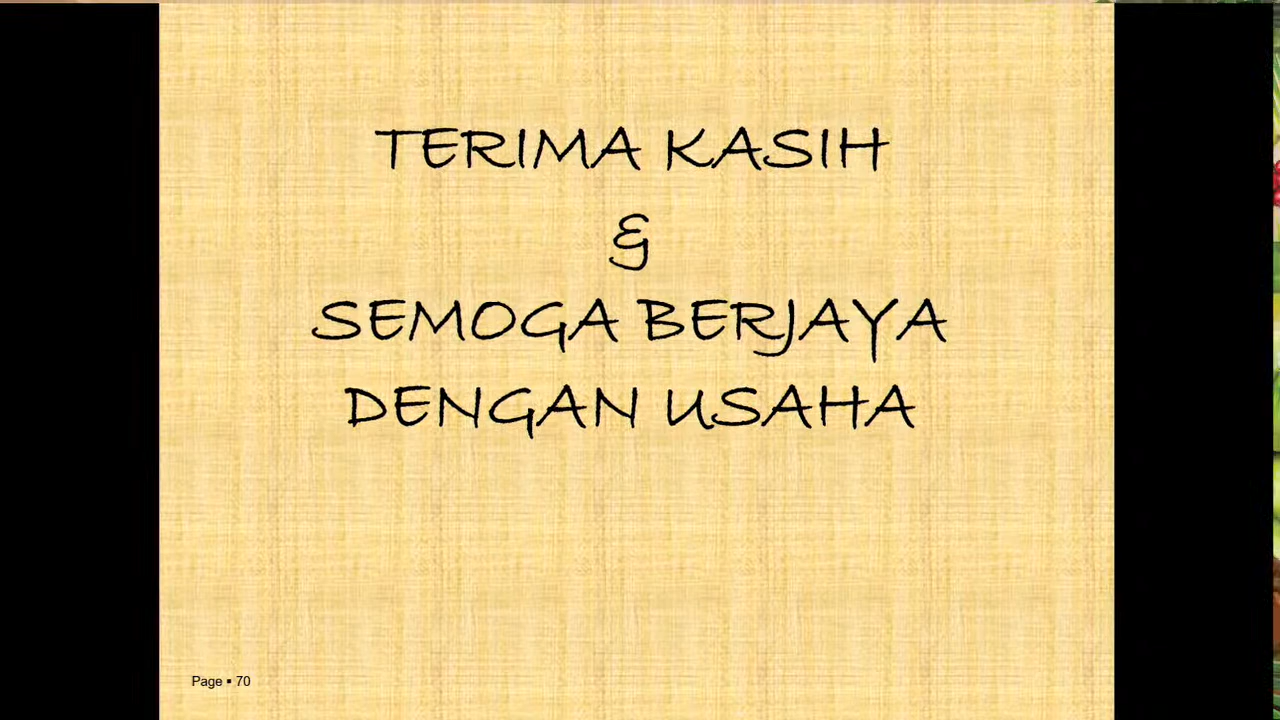 TERIMA KASIH
&
SEMOGA BERJAYA
DENGAN USAHA
Page ▪ 70